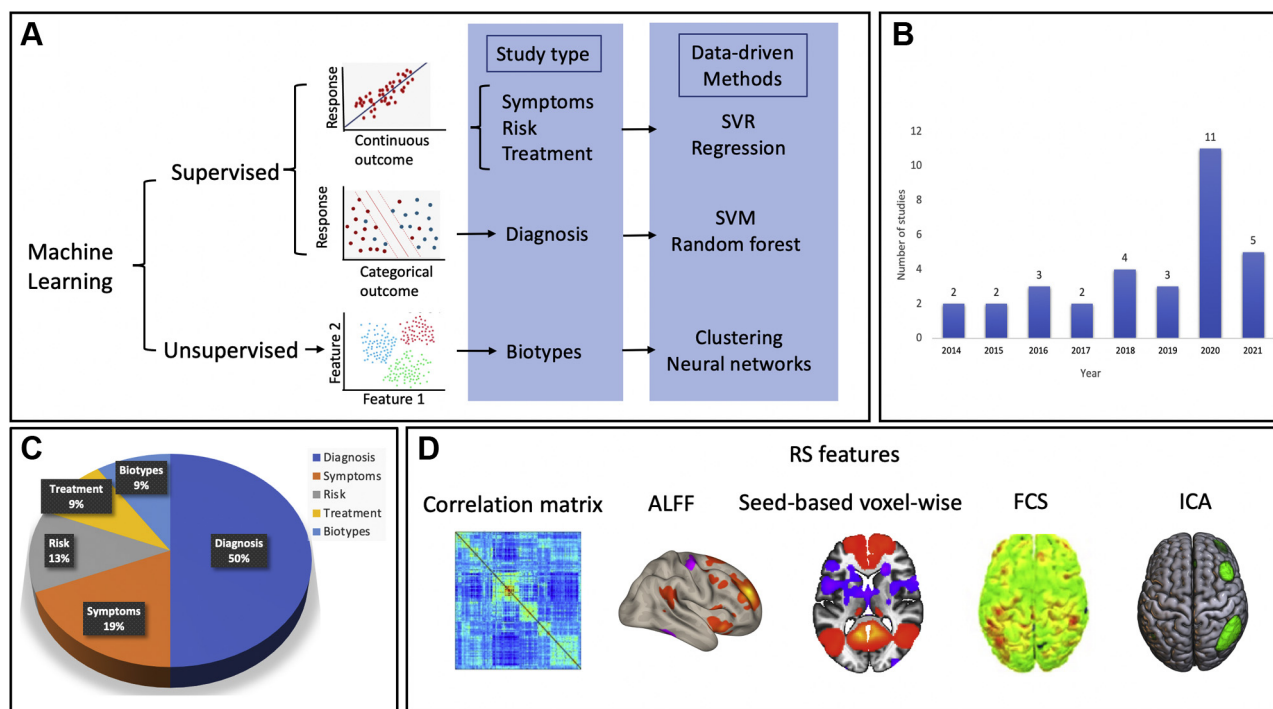 A
Machine
Learning
Supervised
Unsupervised
Response
Continuous
outcome
Response
Categorical
outcome
Feature 2
Feature 1
Study type
Symptoms
Risk
Treatment
Diagnosis
Biotypes
Data-driven
Methods
SVR
Regression
SVM
Random forest
Clustering
Neural networks
B
Number of studies
12
10
8
6
4
2
0
2
2
3
2
4
3
11
5
2014 2015 2016 2017 2018 2019 2020 2021
Year
C
Biotypes
9%
Treatment
9%
Risk
13%
Symptoms
19%
Diagnosis
50%
Diagnosis
Symptoms
Risk
Treatment
Biotypes
D
RS features
Correlation matrix
ALFF
Seed-based voxel-wise
FCS
ICA